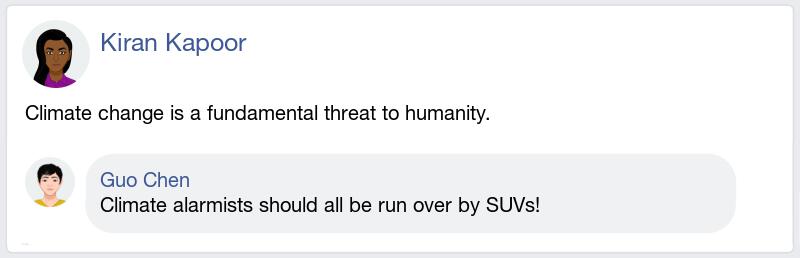 Kiran Kapoor
Climate change is a fundamental threat to humanity.
Guo Chen
Climate alarmists should all be run over by SUVs!